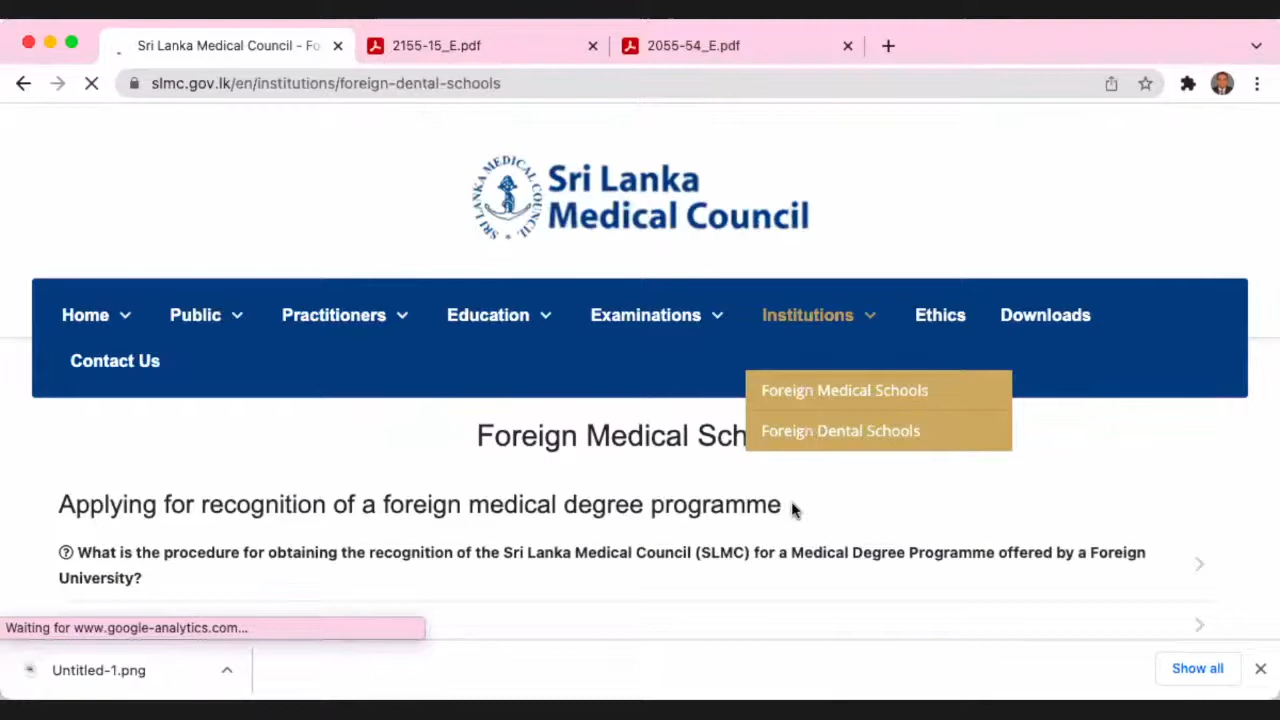 Sri Lanka Medical Council - Fo
2155-15_E.pdf
2055-54_E.pdf
slmc.gov.lk/en/institutions/foreign-dental-schools
SRI LANKA MEDICAL COUNCIL
Sri Lanka
Medical Council
Home
Public
Practitioners
Education
Examinations
Institutions
Ethics
Downloads
Contact Us
Foreign Medical Schools
Foreign Dental Schools
Foreign Medical Sch
Applying for recognition of a foreign medical degree programme
What is the procedure for obtaining the recognition of the Sri Lanka Medical Council (SLMC) for a Medical Degree Programme offered by a Foreign
University?
Waiting for www.google-analytics.com...
Untitled-1.png
Show all